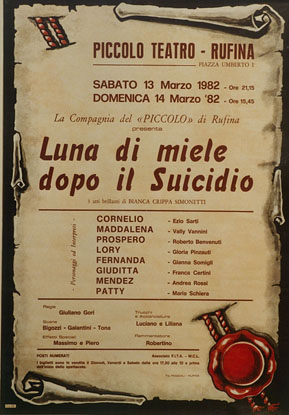 PICCOLO TEATRO - RUFINA
PIAZZA UMBERTO I
SABATO 13 Marzo 1982 - Ore 21,15
DOMENICA 14 Marzo '82 - Ore 15,45
La Compagnia del «PICCOLO» di Rufina
presenta
Luna di miele
dopo il Suicidio
3 atti brillanti di BIANCA CRIPPA SIMONETTI
- Personaggi ed Interpreti -
CORNELIO - Ezio Sarti
MADDALENA - Vally Vannini
PROSPERO - Roberto Benvenuti
LORY - Gloria Pinzauti
FERNANDA - Gianna Somigli
GIUDITTA - Franca Certini
MENDEZ - Andrea Rossi
PATTY - Maria Schiera
Regia
Giuliano Gori
Trucchi
Luciano e Liliana
Scene
Bigozzi - Galentini - Tona
Effetti Speciali
Massimo e Piero
Rammentatore
Robertino
POSTI NUMERATI
Associata F.I.T.A. - M.C.L.